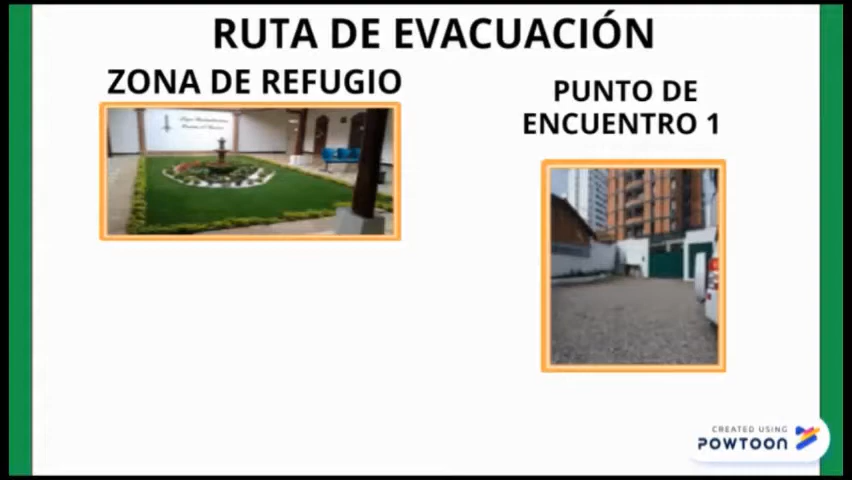 RUTA DE EVACUACIÓN
ZONA DE REFUGIO
PUNTO DE
ENCUENTRO 1
CREATED USING
POWTOON